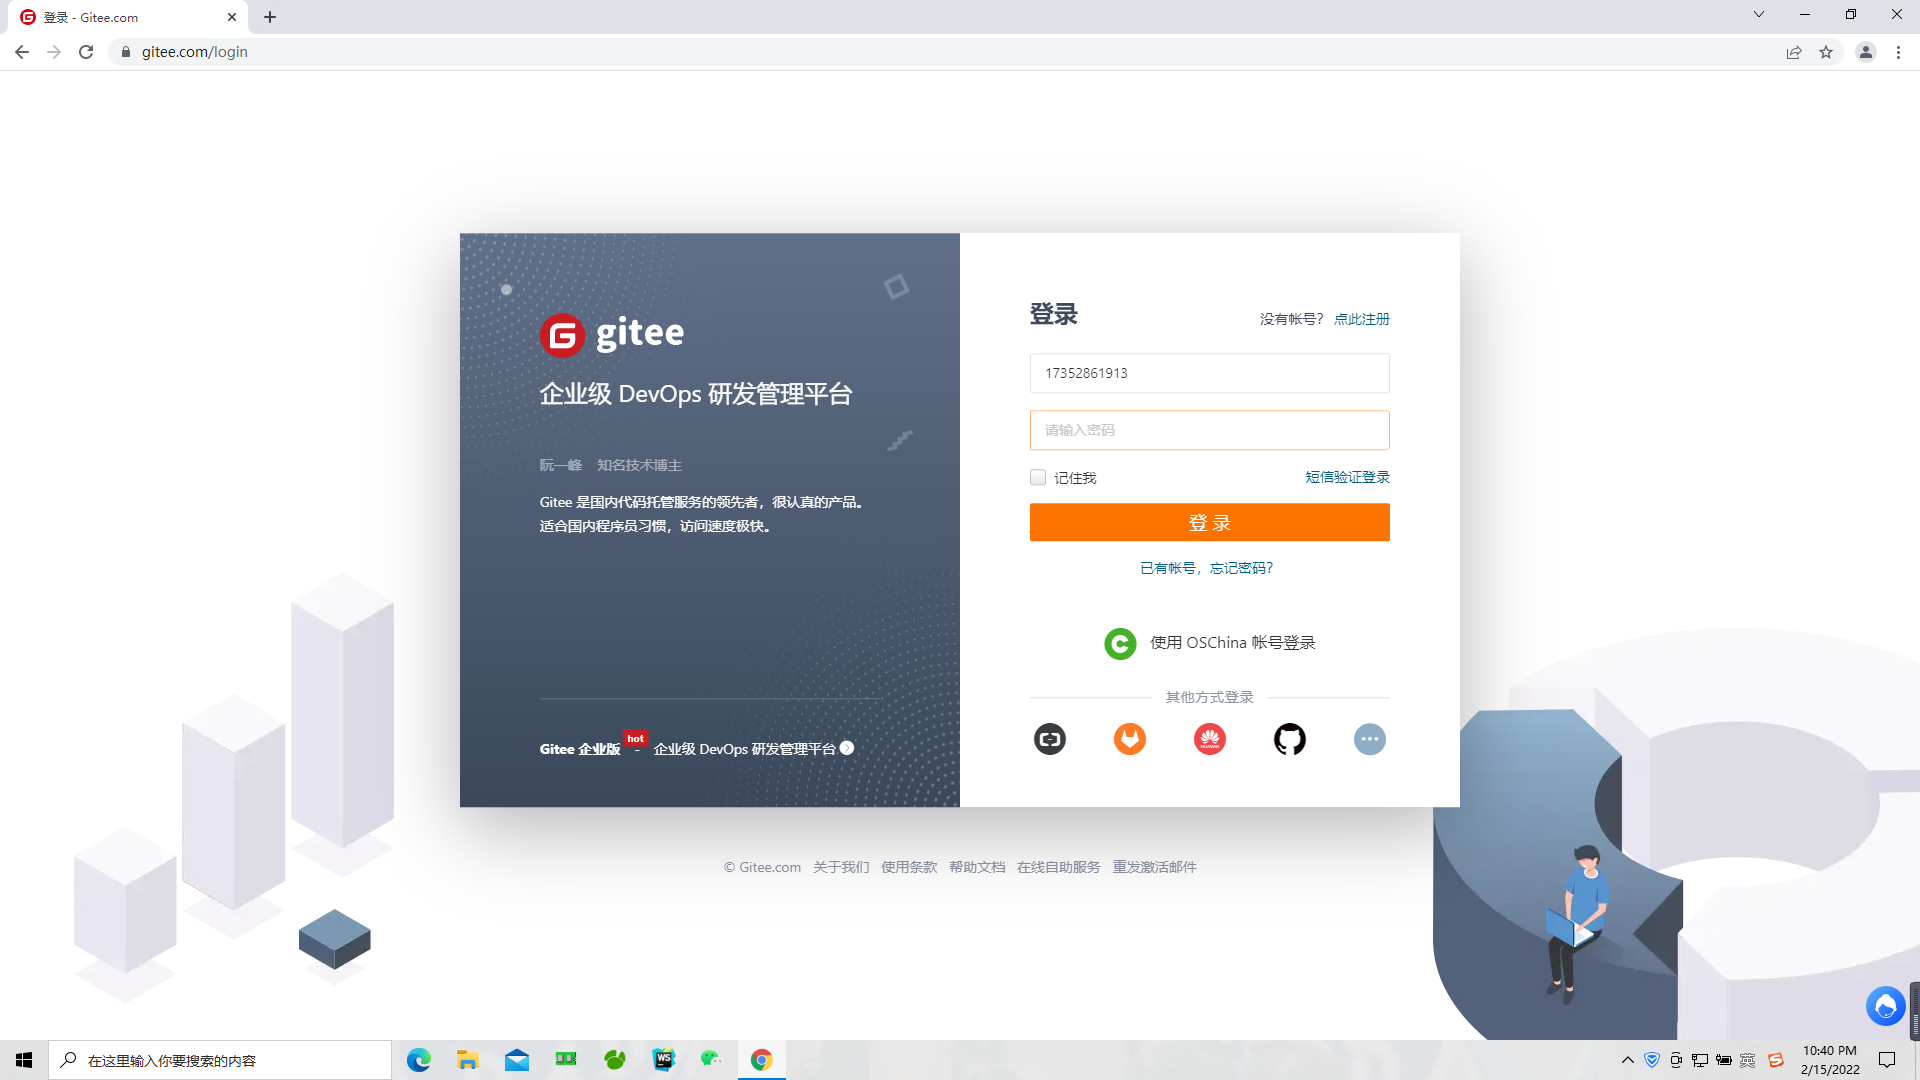 登录 - Gitee.com
gitee.com/login
gitee
企业级 DevOps 研发管理平台
阮一峰 知名技术博主
Gitee 是国内代码托管服务的领先者，很认真的产品。
适合国内程序员习惯，访问速度极快。
Gitee 企业版 hot - 企业级 DevOps 研发管理平台
登录
没有帐号？ 点此注册
17352861913
请输入密码
记住我 短信验证登录
登 录
已有帐号，忘记密码？
使用 OSChina 帐号登录
其他方式登录
HUAWEI
© Gitee.com 关于我们 使用条款 帮助文档 在线自助服务 重发激活邮件
在这里输入你要搜索的内容
WS
英
10:40 PM
2/15/2022